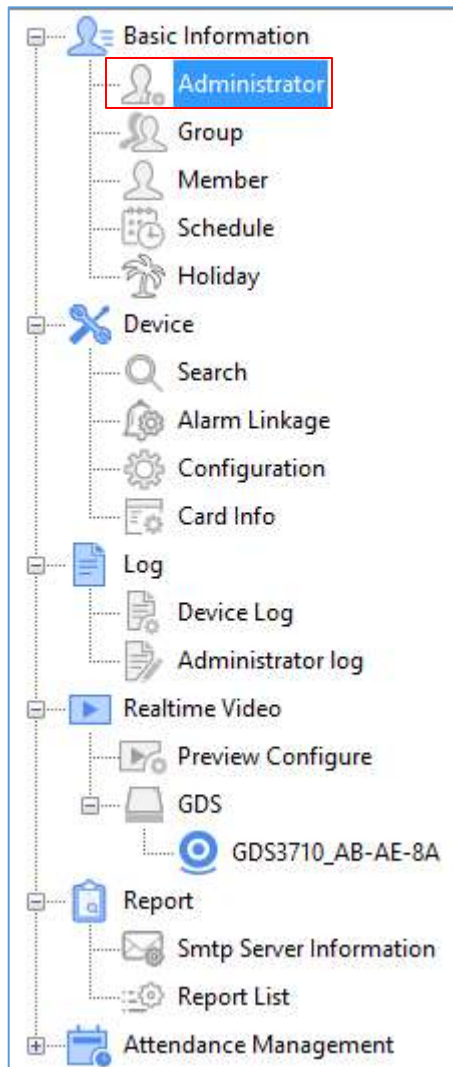 Basic Information
Administrator
Group
Member
Schedule
Holiday
Device
Search
Alarm Linkage
Configuration
Card Info
Log
Device Log
Administrator log
Realtime Video
Preview Configure
GDS
GDS3710_AB-AE-8A
Report
Smtp Server Information
Report List
Attendance Management